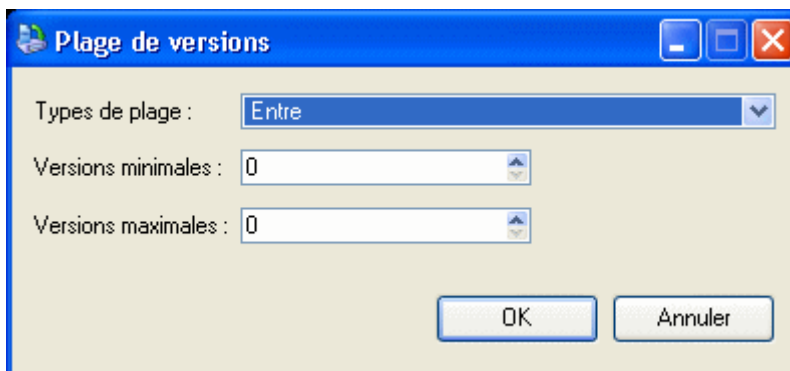 Plage de versions
Types de plage : Entre
Versions minimales : 0
Versions maximales : 0
OK Annuler